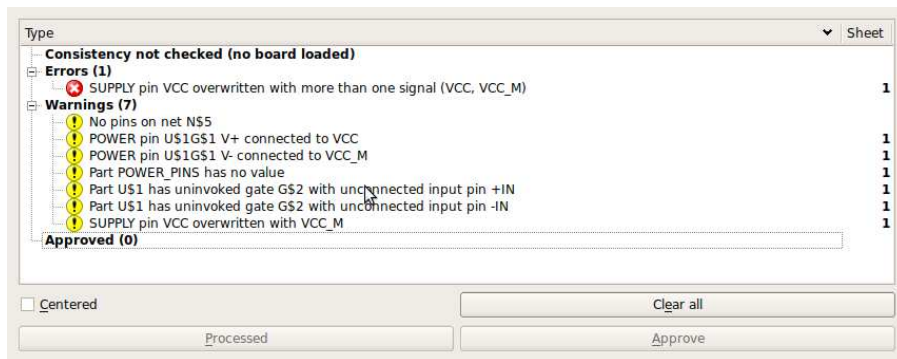 Type Sheet
Consistency not checked (no board loaded)
Errors (1)
SUPPLY pin VCC overwritten with more than one signal (VCC, VCC_M) 1
Warnings (7)
No pins on net N$5
POWER pin U$1G$1 V+ connected to VCC 1
POWER pin U$1G$1 V- connected to VCC_M 1
Part POWER_PINS has no value 1
Part U$1 has uninvoked gate G$2 with unconnected input pin +IN 1
Part U$1 has uninvoked gate G$2 with unconnected input pin -IN 1
SUPPLY pin VCC overwritten with VCC_M 1
Approved (0)
Centered Clear all
Processed Approve